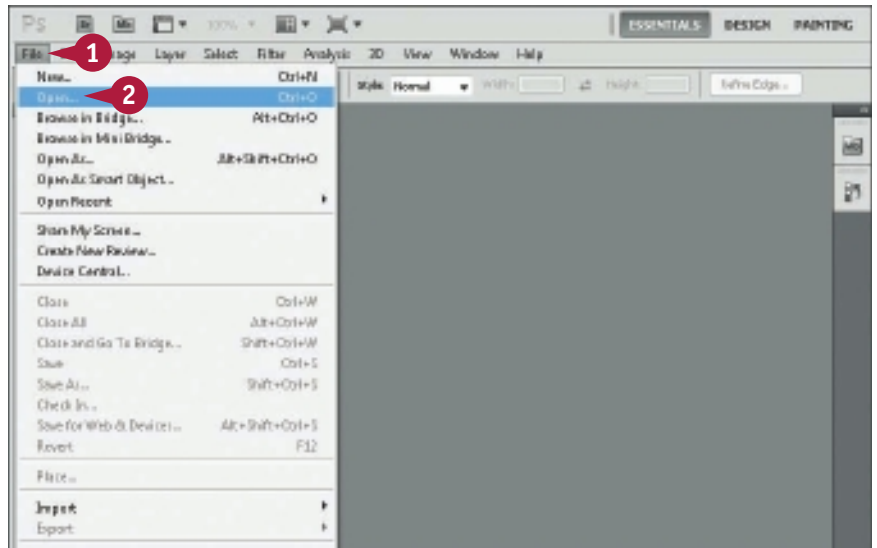 Ps Br Mb 100% ESSENTIALS DESIGN PAINTING
File 1 Layer Select Filter Analysis 3D View Window Help
New... Ctrl+N
Open... 2 Ctrl+O
Style: Normal Width: Height: Refine Edge...
Browse in Bridge... Alt+Ctrl+O
Browse in Mini Bridge...
Open As... Alt+Shift+Ctrl+O
Open As Smart Object...
Open Recent
Share My Screen...
Create New Review...
Device Central...
Close Ctrl+W
Close All Alt+Ctrl+W
Close and Go To Bridge... Shift+Ctrl+W
Save Ctrl+S
Save As... Shift+Ctrl+S
Check In...
Save for Web & Devices... Alt+Shift+Ctrl+S
Revert F12
Place...
Import
Export
Mb